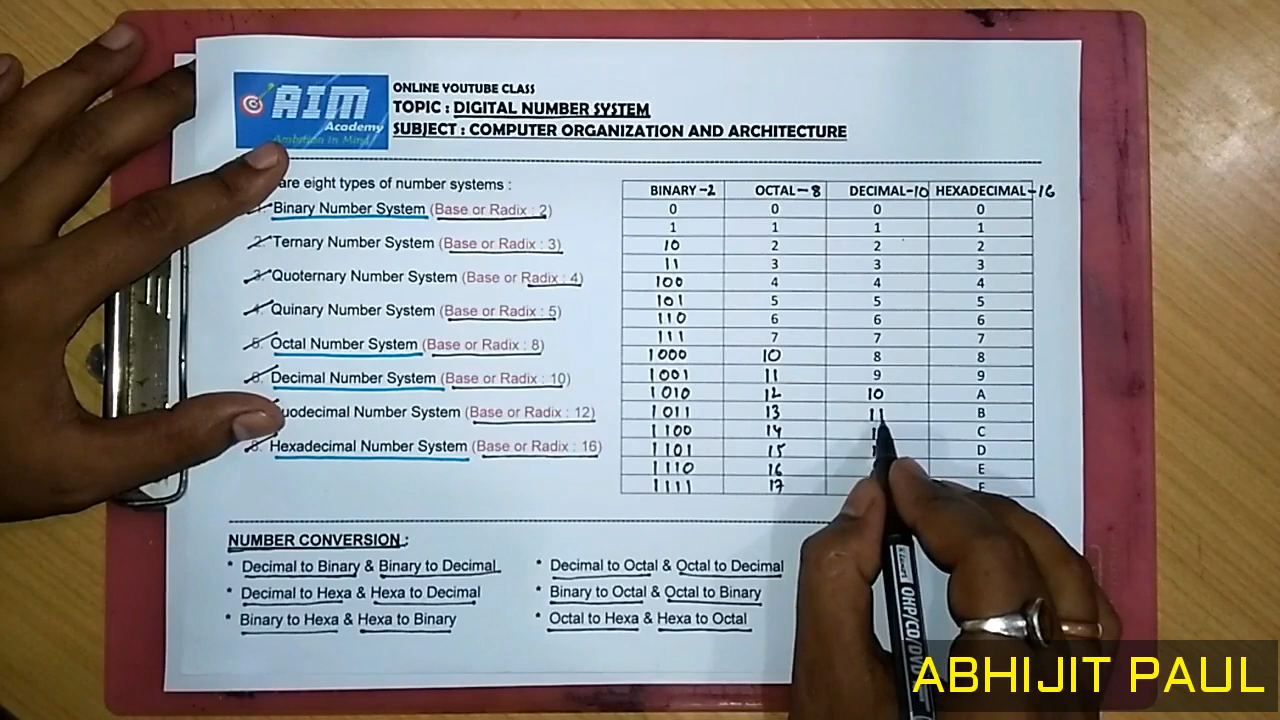 AIM
Academy
Ambition in Mind
ONLINE YOUTUBE CLASS
TOPIC : DIGITAL NUMBER SYSTEM
SUBJECT : COMPUTER ORGANIZATION AND ARCHITECTURE
are eight types of number systems :
1. Binary Number System (Base or Radix : 2)
2. Ternary Number System (Base or Radix : 3)
3. Quoternary Number System (Base or Radix : 4)
4. Quinary Number System (Base or Radix : 5)
5. Octal Number System (Base or Radix : 8)
6. Decimal Number System (Base or Radix : 10)
uodecimal Number System (Base or Radix : 12)
8. Hexadecimal Number System (Base or Radix : 16)
BINARY -2 OCTAL - 8 DECIMAL-10 HEXADECIMAL-16
0 0 0 0
1 1 1 1
10 2 2 2
11 3 3 3
100 4 4 4
101 5 5 5
110 6 6 6
111 7 7 7
1000 10 8 8
1001 11 9 9
1010 12 10 A
1011 13 11 B
1100 14 C
1101 15 D
1110 16 E
1111 17 F
NUMBER CONVERSION :
* Decimal to Binary & Binary to Decimal
* Decimal to Hexa & Hexa to Decimal
* Binary to Hexa & Hexa to Binary
* Decimal to Octal & Octal to Decimal
* Binary to Octal & Octal to Binary
* Octal to Hexa & Hexa to Octal
OHP/CD/DVD
ABHIJIT PAUL